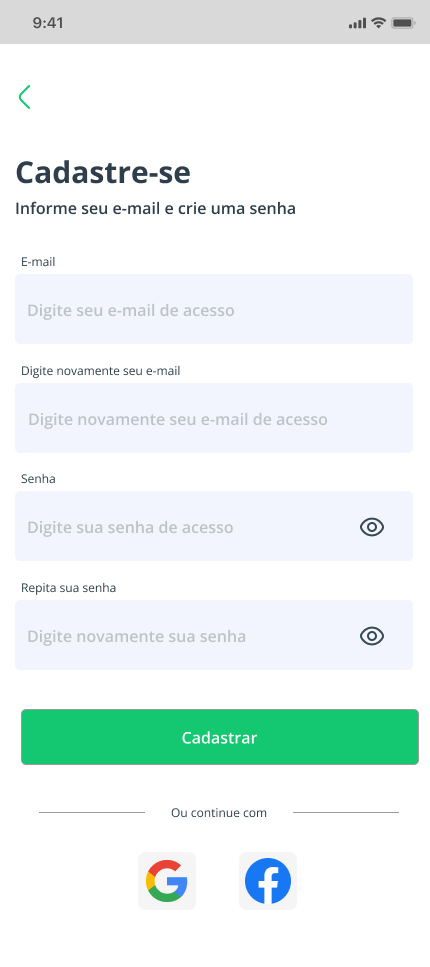 9:41
Cadastre-se
Informe seu e-mail e crie uma senha
E-mail
Digite seu e-mail de acesso
Digite novamente seu e-mail
Digite novamente seu e-mail de acesso
Senha
Digite sua senha de acesso
Repita sua senha
Digite novamente sua senha
Cadastrar
Ou continue com